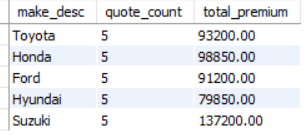 make_desc quote_count total_premium
Toyota 5 93200.00
Honda 5 98850.00
Ford 5 91200.00
Hyundai 5 79850.00
Suzuki 5 137200.00